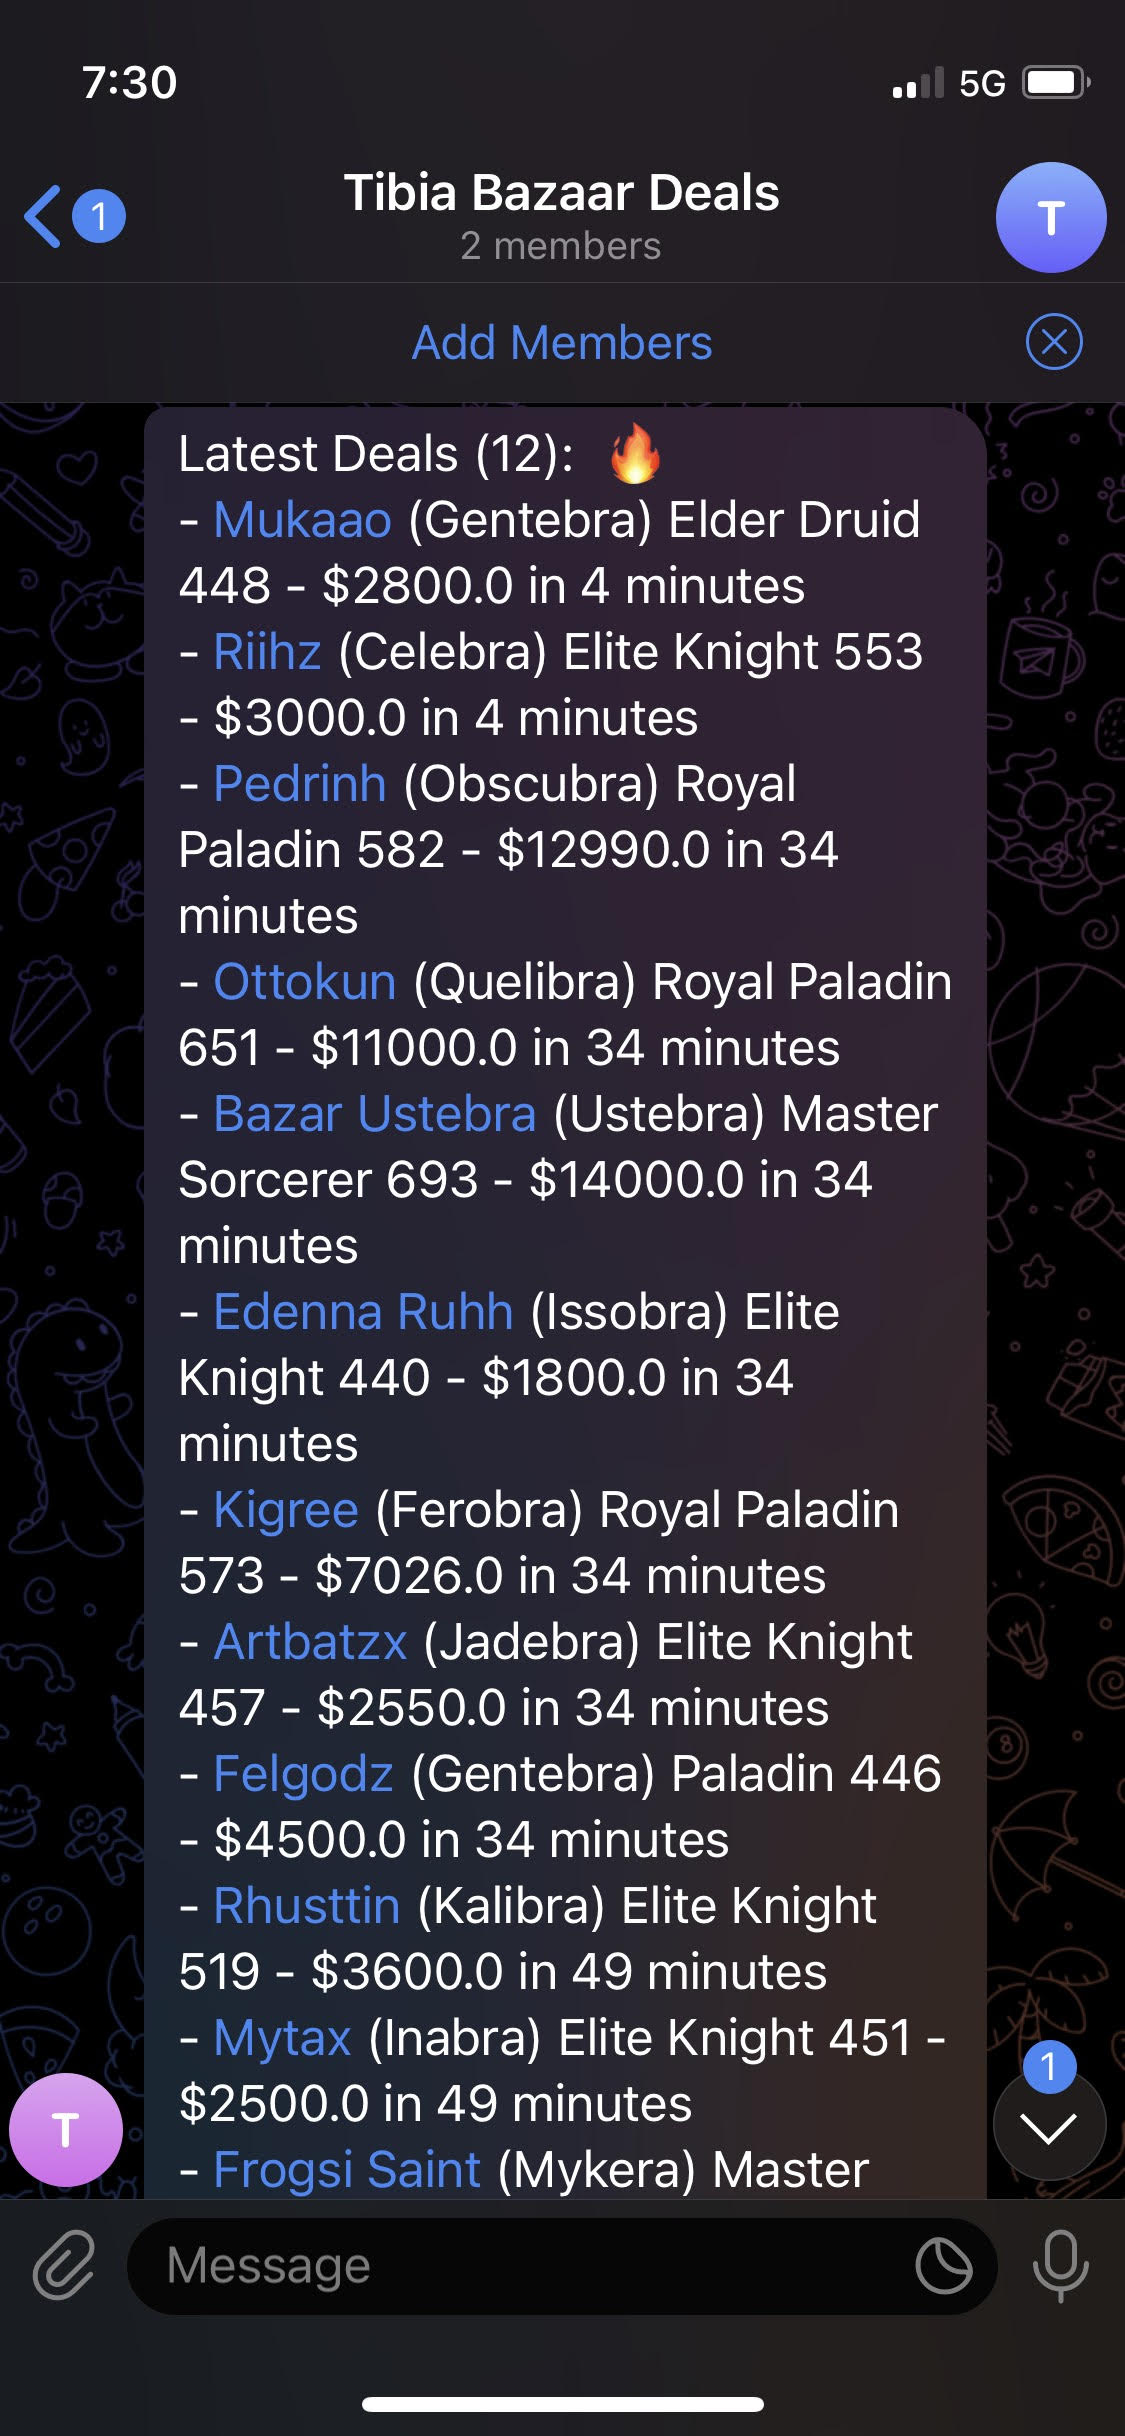 7:30
5G
1
Tibia Bazaar Deals
2 members
T
Add Members
Latest Deals (12): 🔥
- Mukaao (Gentebra) Elder Druid
448 - $2800.0 in 4 minutes
- Riihz (Celebra) Elite Knight 553
- $3000.0 in 4 minutes
- Pedrinh (Obscubra) Royal
Paladin 582 - $12990.0 in 34
minutes
- Ottokun (Quelibra) Royal Paladin
651 - $11000.0 in 34 minutes
- Bazar Ustebra (Ustebra) Master
Sorcerer 693 - $14000.0 in 34
minutes
- Edenna Ruhh (Issobra) Elite
Knight 440 - $1800.0 in 34
minutes
- Kigree (Ferobra) Royal Paladin
573 - $7026.0 in 34 minutes
- Artbatzx (Jadebra) Elite Knight
457 - $2550.0 in 34 minutes
- Felgodz (Gentebra) Paladin 446
- $4500.0 in 34 minutes
- Rhusttin (Kalibra) Elite Knight
519 - $3600.0 in 49 minutes
- Mytax (Inabra) Elite Knight 451 -
$2500.0 in 49 minutes
- Frogsi Saint (Mykera) Master
T
1
Message